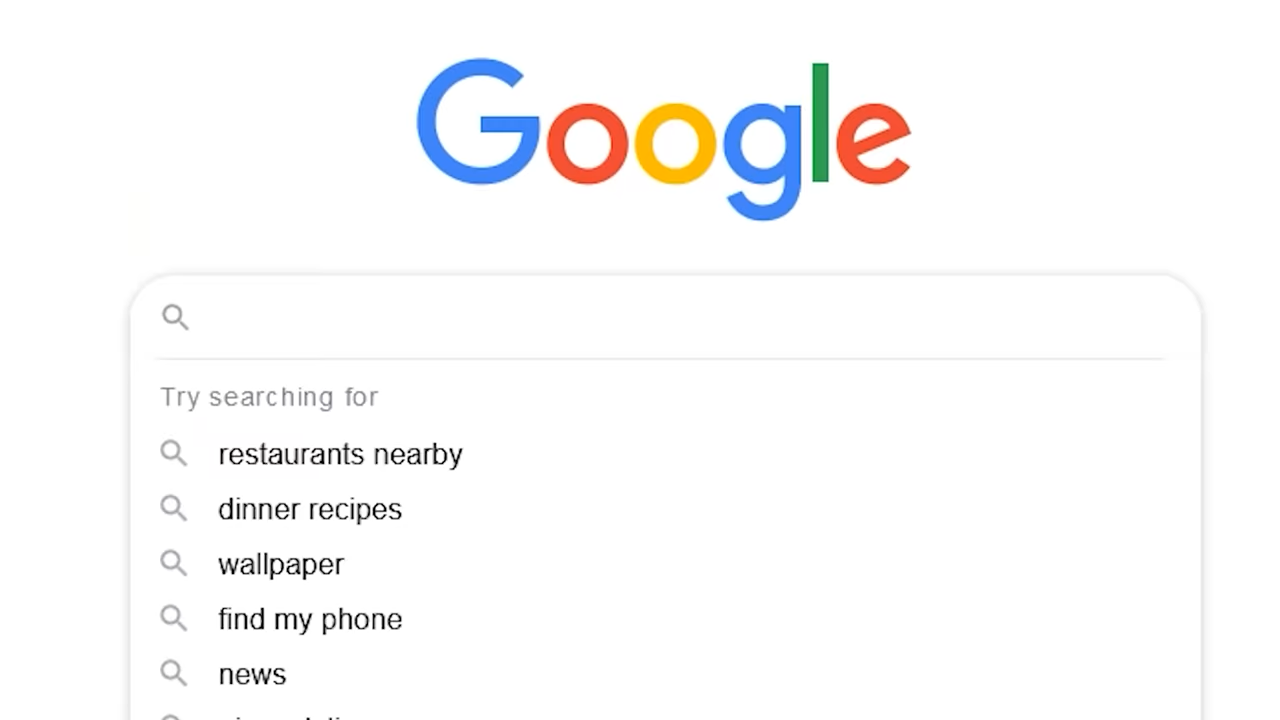 Google
Try searching for
restaurants nearby
dinner recipes
wallpaper
find my phone
news